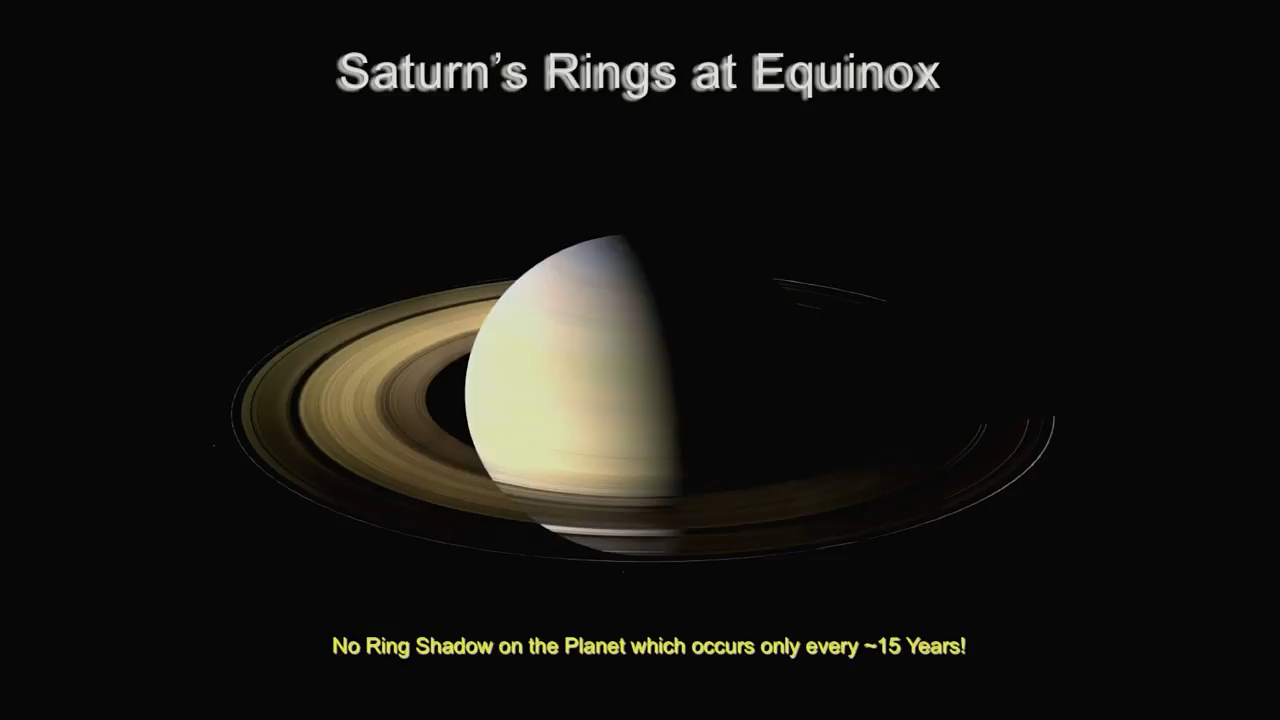 Saturn’s Rings at Equinox
No Ring Shadow on the Planet which occurs only every ~15 Years!